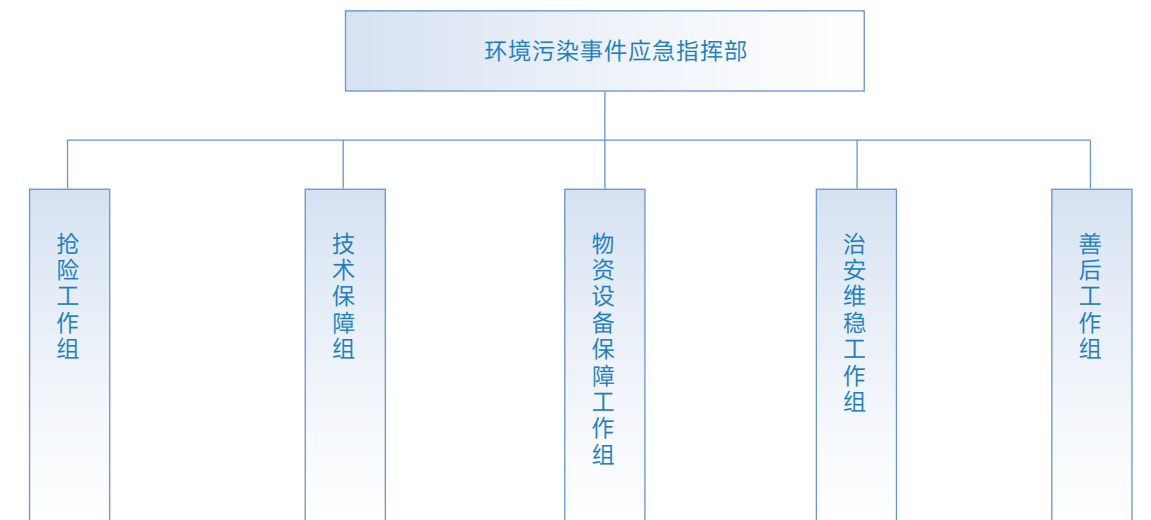 环境污染事件应急指挥部
抢险工作组
技术保障组
物资设备保障工作组
治安维稳工作组
善后工作组